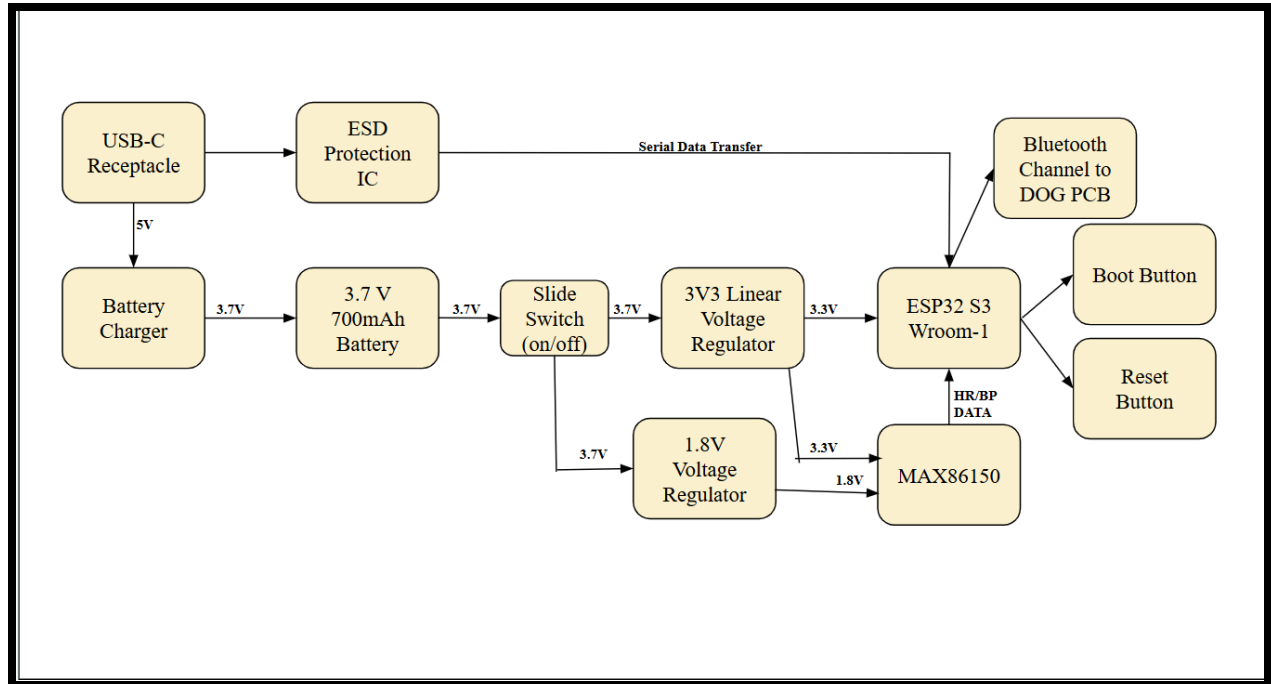 USB-C
Receptacle
ESD
Protection
IC
Serial Data Transfer
Bluetooth
Channel to
DOG PCB
5V
Battery
Charger
3.7V
3.7 V
700mAh
Battery
3.7V
Slide
Switch
(on/off)
3.7V
3V3 Linear
Voltage
Regulator
3.3V
ESP32 S3
Wroom-1
Boot Button
Reset
Button
HR/BP
DATA
3.7V
1.8V
Voltage
Regulator
3.3V
1.8V
MAX86150